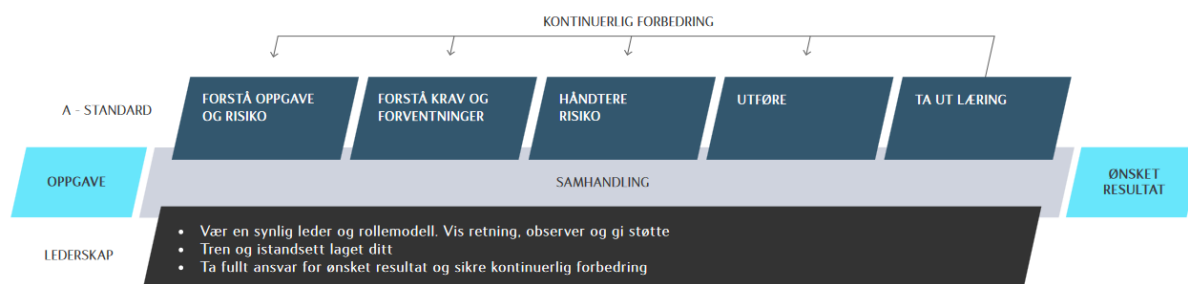 KONTINUERLIG FORBEDRING
A - STANDARD
FORSTÅ OPPGAVE
OG RISIKO
FORSTÅ KRAV OG
FORVENTNINGER
HÅNDTERE
RISIKO
UTFØRE
TA UT LÆRING
OPPGAVE
SAMHANDLING
ØNSKET
RESULTAT
LEDERSKAP
• Vær en synlig leder og rollemodell. Vis retning, observer og gi støtte
• Tren og istandsett laget ditt
• Ta fullt ansvar for ønsket resultat og sikre kontinuerlig forbedring